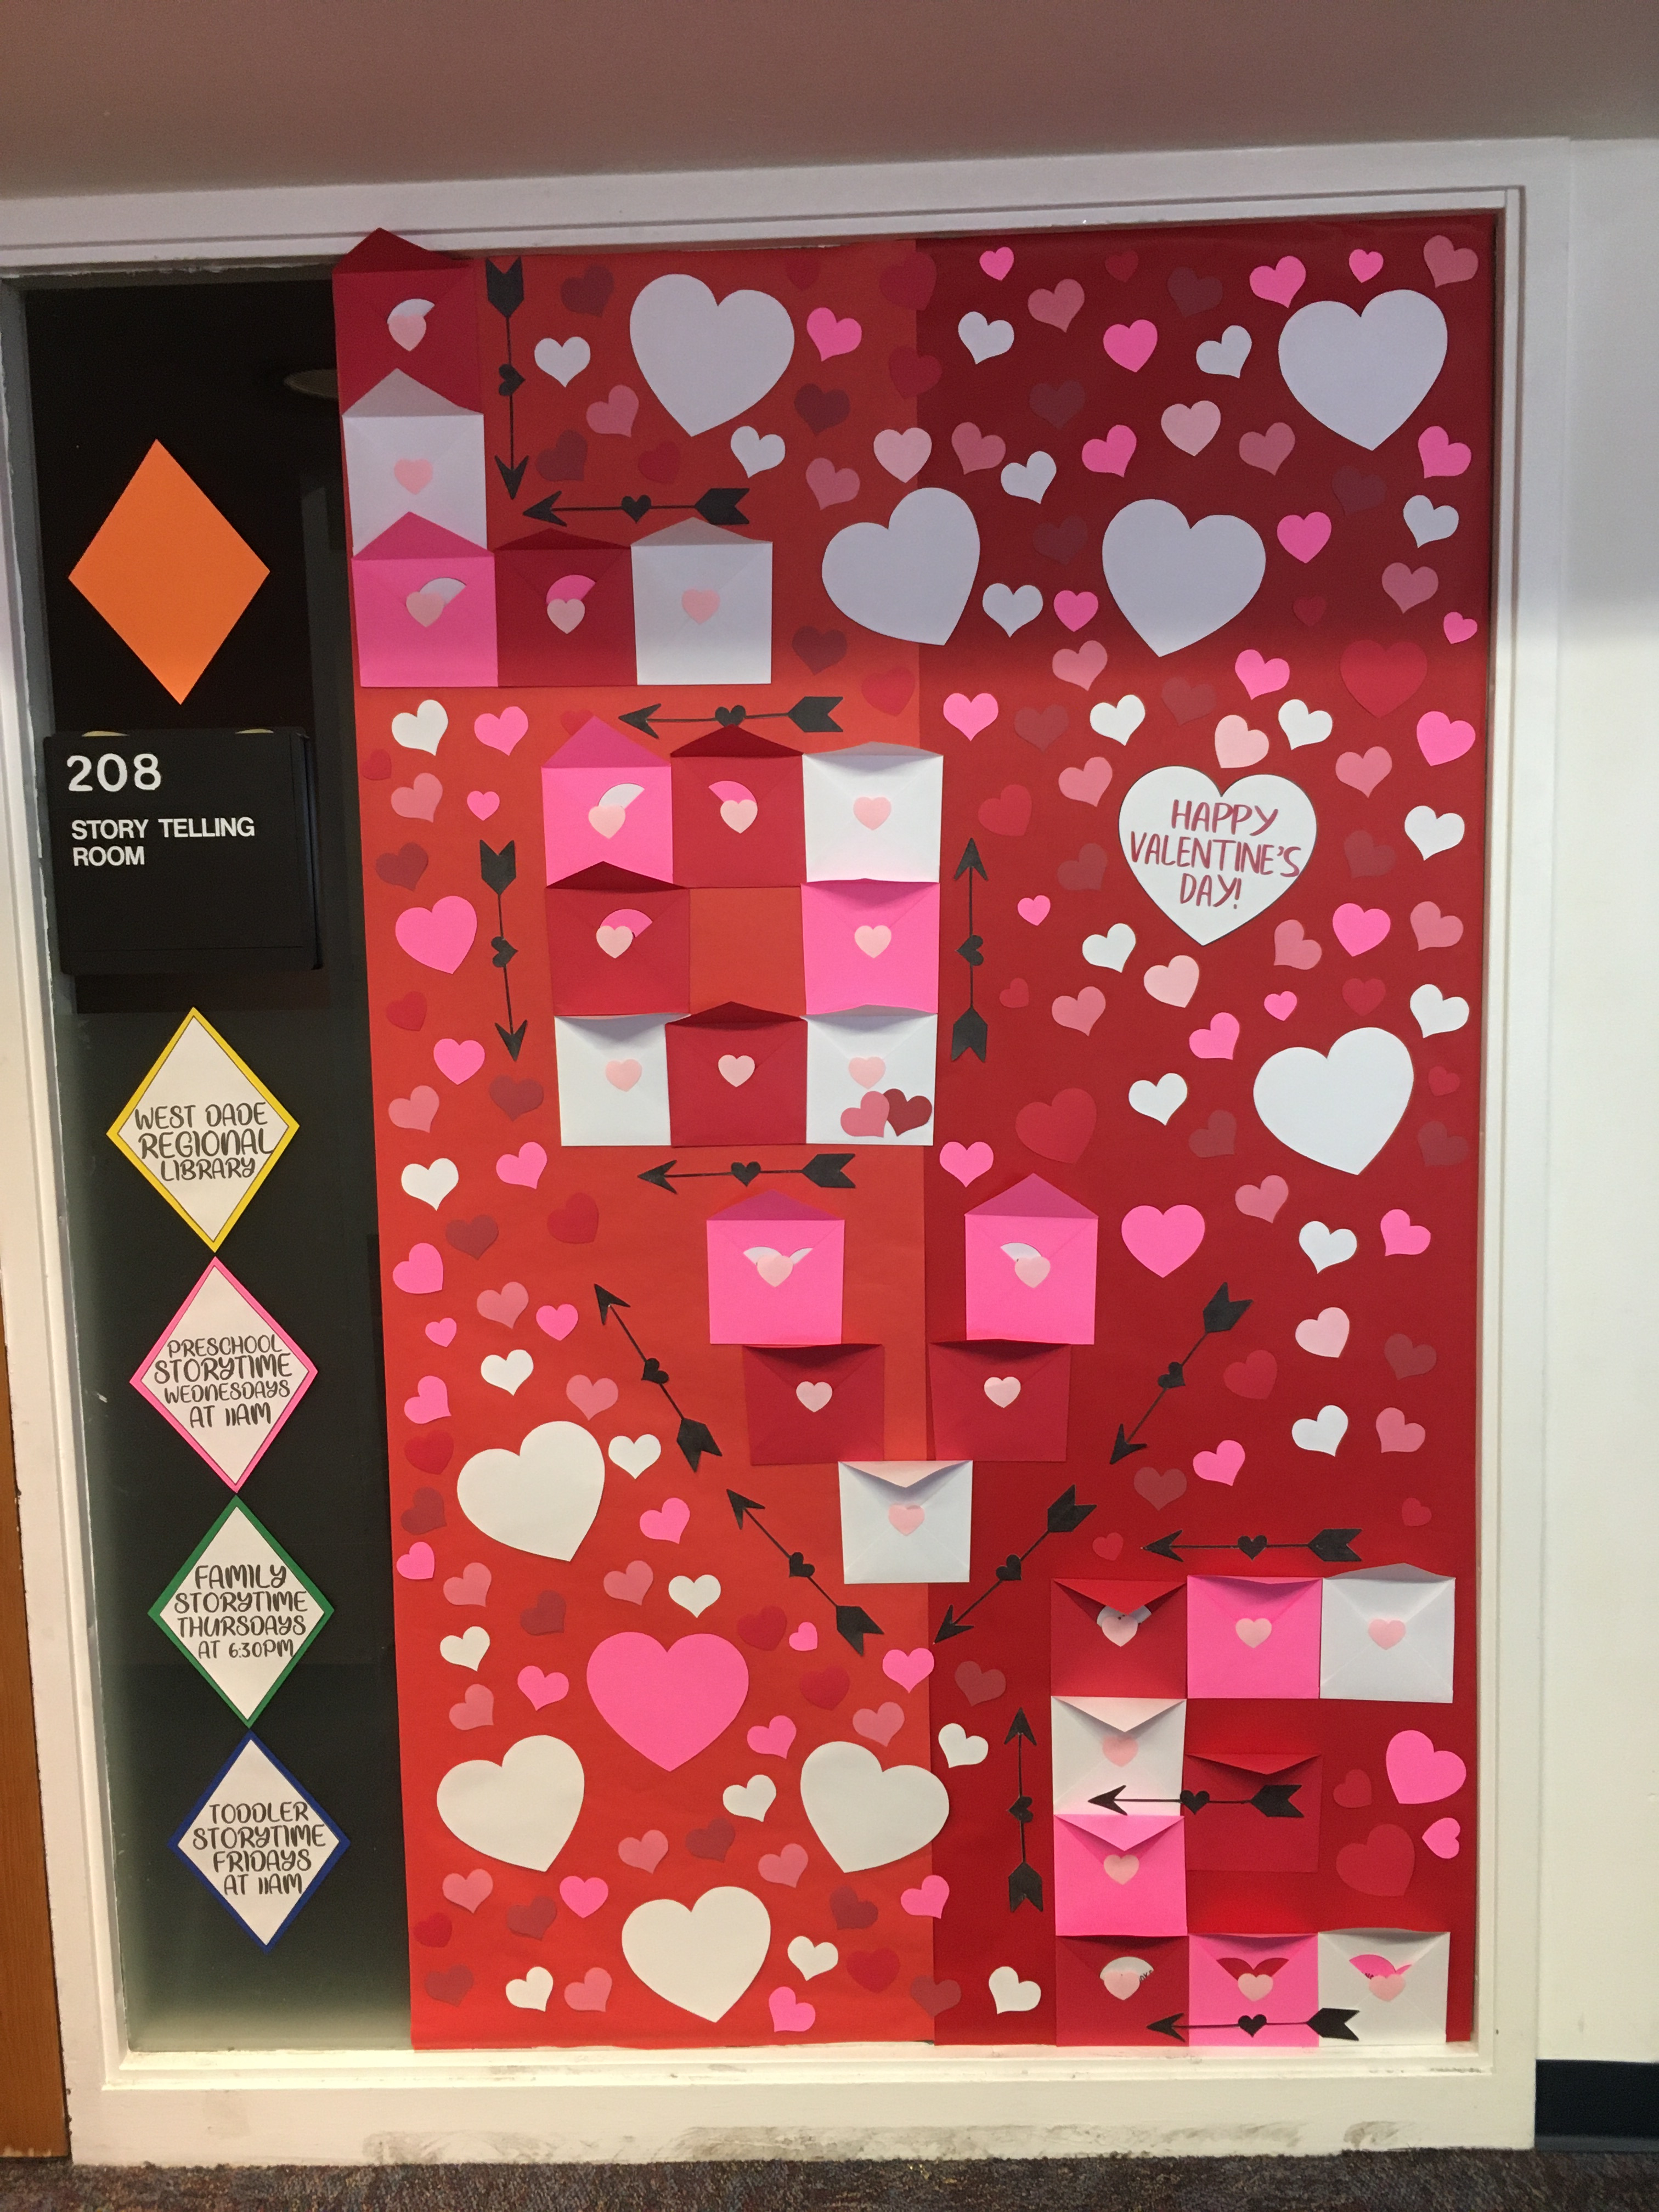 208
STORY TELLING
ROOM
WEST DADE
REGIONAL
LIBRARY
PRESCHOOL
STORYTIME
WEDNESDAYS
AT 11AM
FAMILY
STORYTIME
THURSDAYS
AT 6:30PM
TODDLER
STORYTIME
FRIDAYS
AT 11AM
HAPPY
VALENTINE'S
DAY!